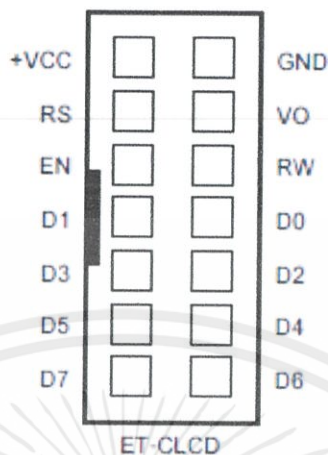 +VCC GND
RS VO
EN RW
D1 D0
D3 D2
D5 D4
D7 D6
ET-CLCD